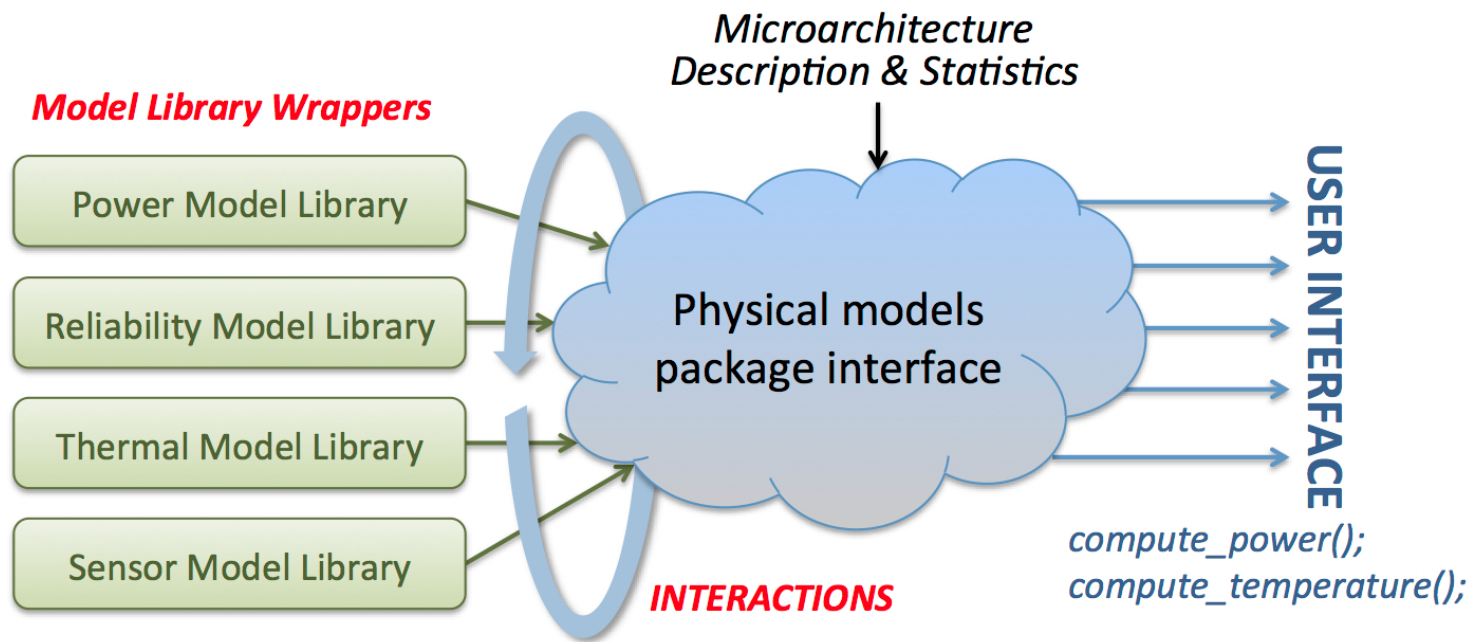 Microarchitecture
Description & Statistics
Model Library Wrappers
Power Model Library
Reliability Model Library
Thermal Model Library
Sensor Model Library
Physical models
package interface
INTERACTIONS
USER INTERFACE
compute_power();
compute_temperature();